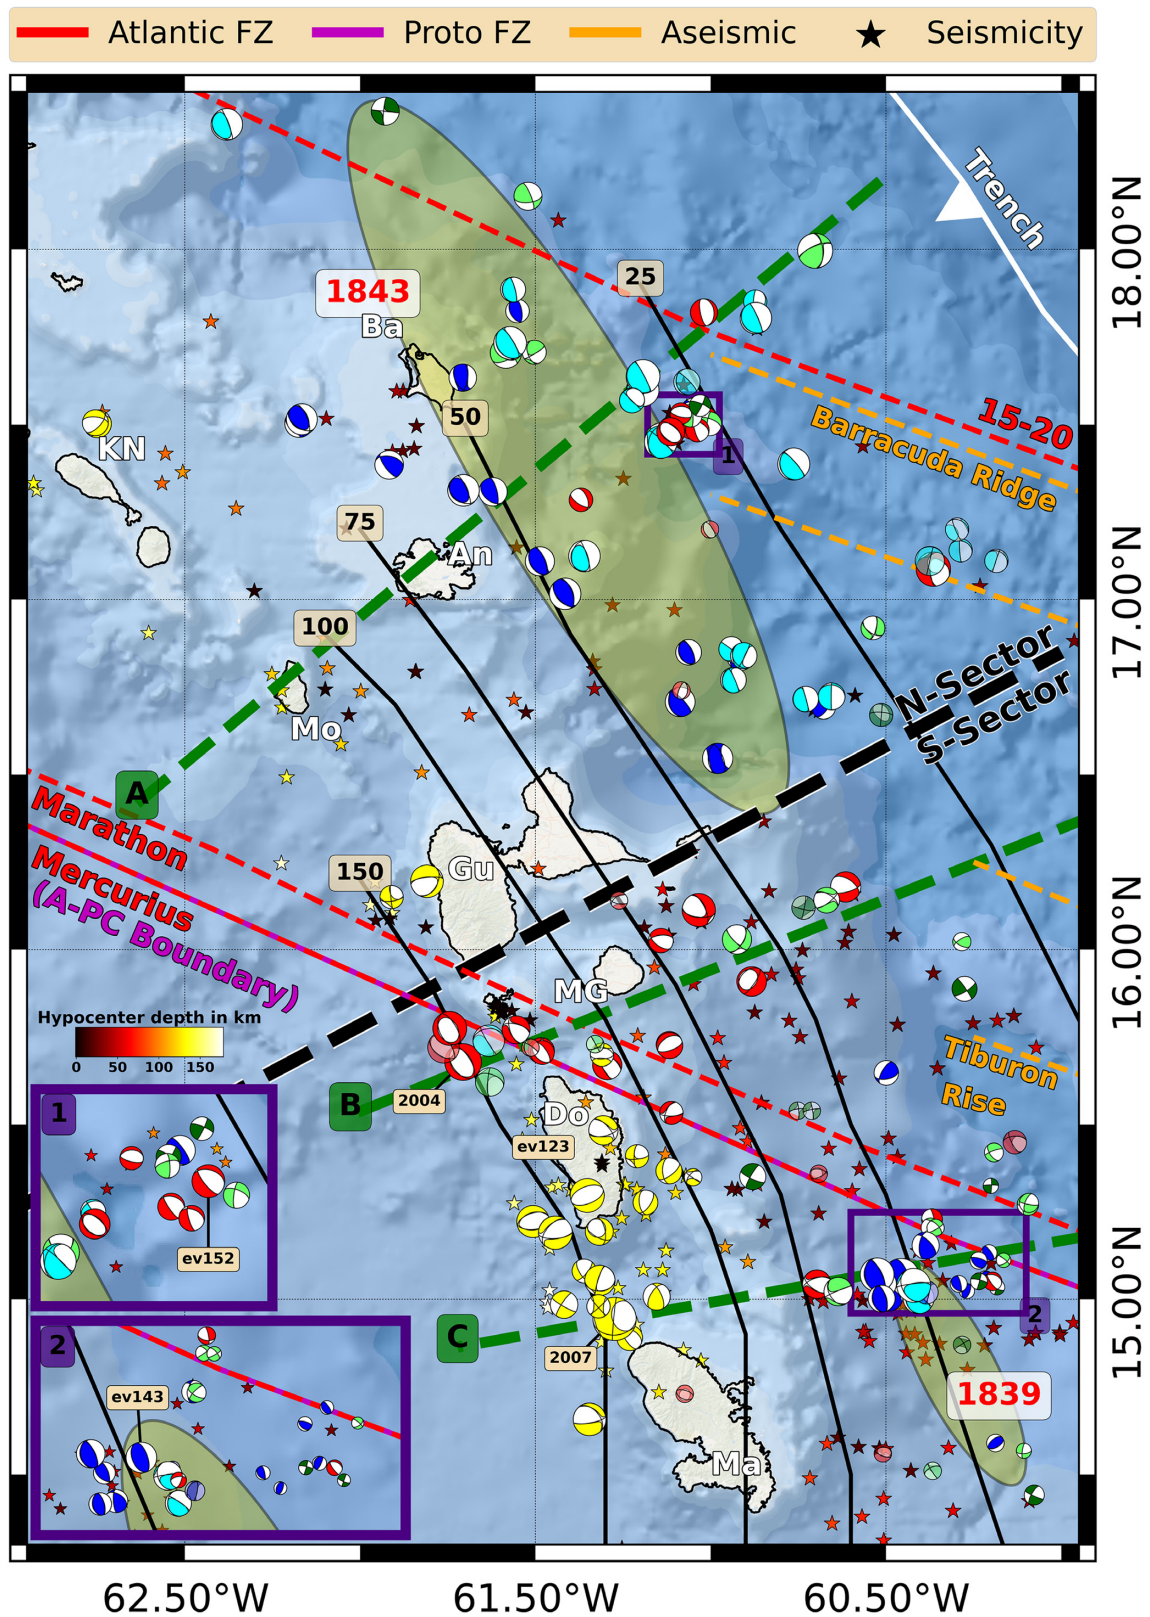 Atlantic FZ Proto FZ Aseismic Seismicity
Trench
18.00°N
25
1843
Ba
15-20
Barracuda Ridge
50
KN
1
75
An
17.00°N
100
N-Sector
S-Sector
Mo
A
Marathon
Mercurius
(A-PC Boundary)
150
Gu
16.00°N
MG
Hypocenter depth in km
0 50 100 150
Tiburon
Rise
B
2004
Do
1
ev123
ev152
15.00°N
C
2
2007
2
1839
ev143
Ma
62.50°W 61.50°W 60.50°W